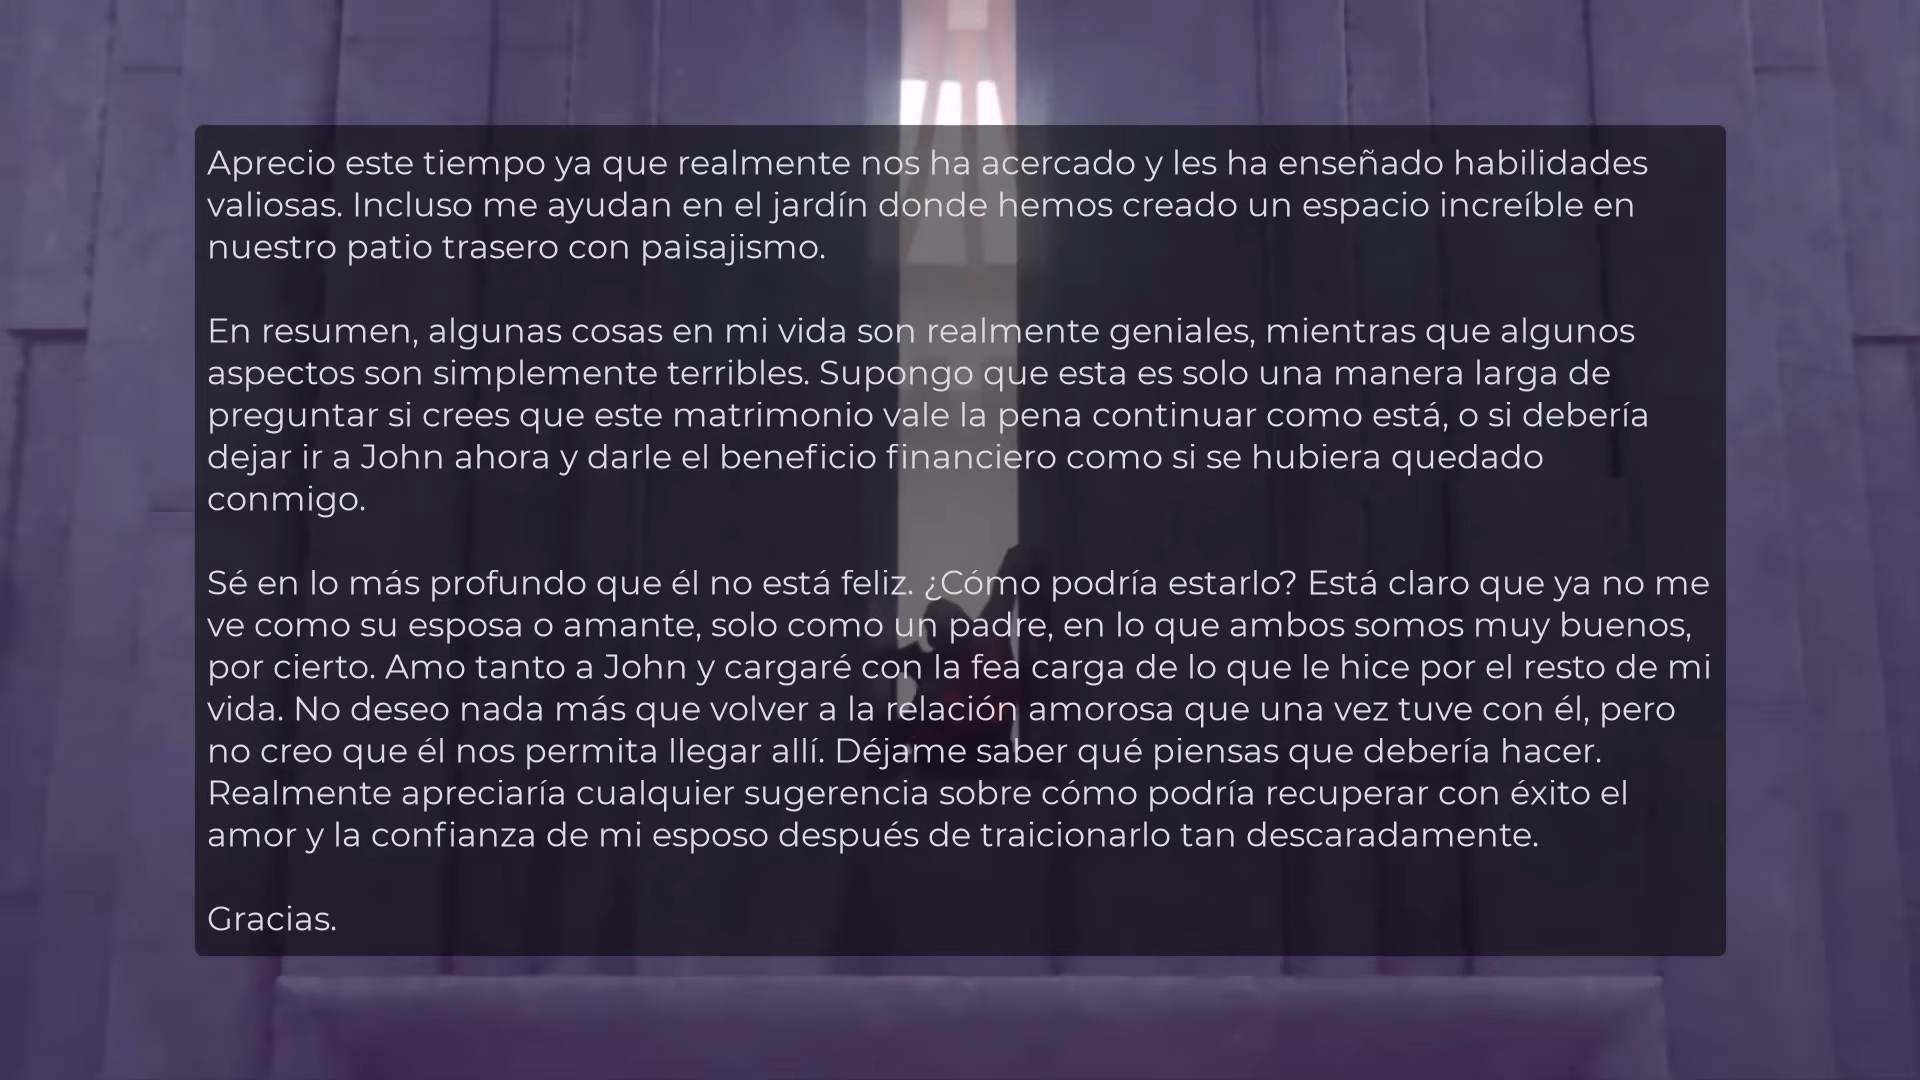 Aprecio este tiempo ya que realmente nos ha acercado y les ha enseñado habilidades
valiosas. Incluso me ayudan en el jardín donde hemos creado un espacio increíble en
nuestro patio trasero con paisajismo.
En resumen, algunas cosas en mi vida son realmente geniales, mientras que algunos
aspectos son simplemente terribles. Supongo que esta es solo una manera larga de
preguntar si crees que este matrimonio vale la pena continuar como está, o si debería
dejar ir a John ahora y darle el beneficio financiero como si se hubiera quedado
conmigo.
Sé en lo más profundo que él no está feliz. ¿Cómo podría estarlo? Está claro que ya no me
ve como su esposa o amante, solo como un padre, en lo que ambos somos muy buenos,
por cierto. Amo tanto a John y cargaré con la fea carga de lo que le hice por el resto de mi
vida. No deseo nada más que volver a la relación amorosa que una vez tuve con él, pero
no creo que él nos permita llegar allí. Déjame saber qué piensas que debería hacer.
Realmente apreciaría cualquier sugerencia sobre cómo podría recuperar con éxito el
amor y la confianza de mi esposo después de traicionarlo tan descaradamente.
Gracias.